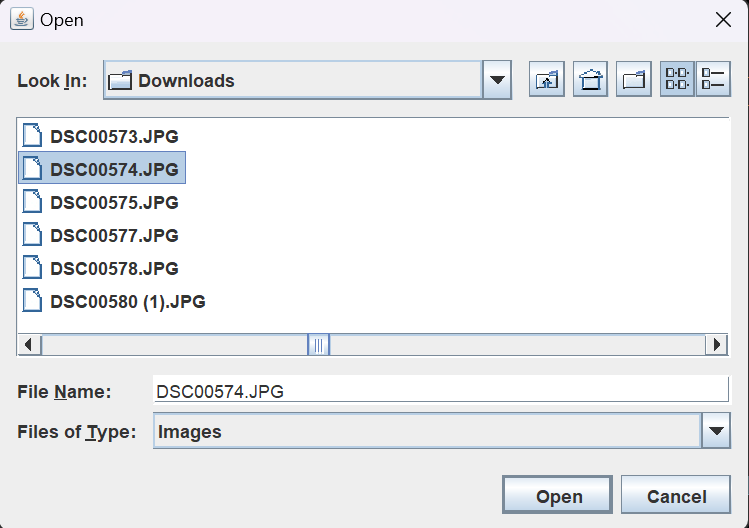 Open
Look In: Downloads
DSC00573.JPG
DSC00574.JPG
DSC00575.JPG
DSC00577.JPG
DSC00578.JPG
DSC00580 (1).JPG
File Name: DSC00574.JPG
Files of Type: Images
Open Cancel